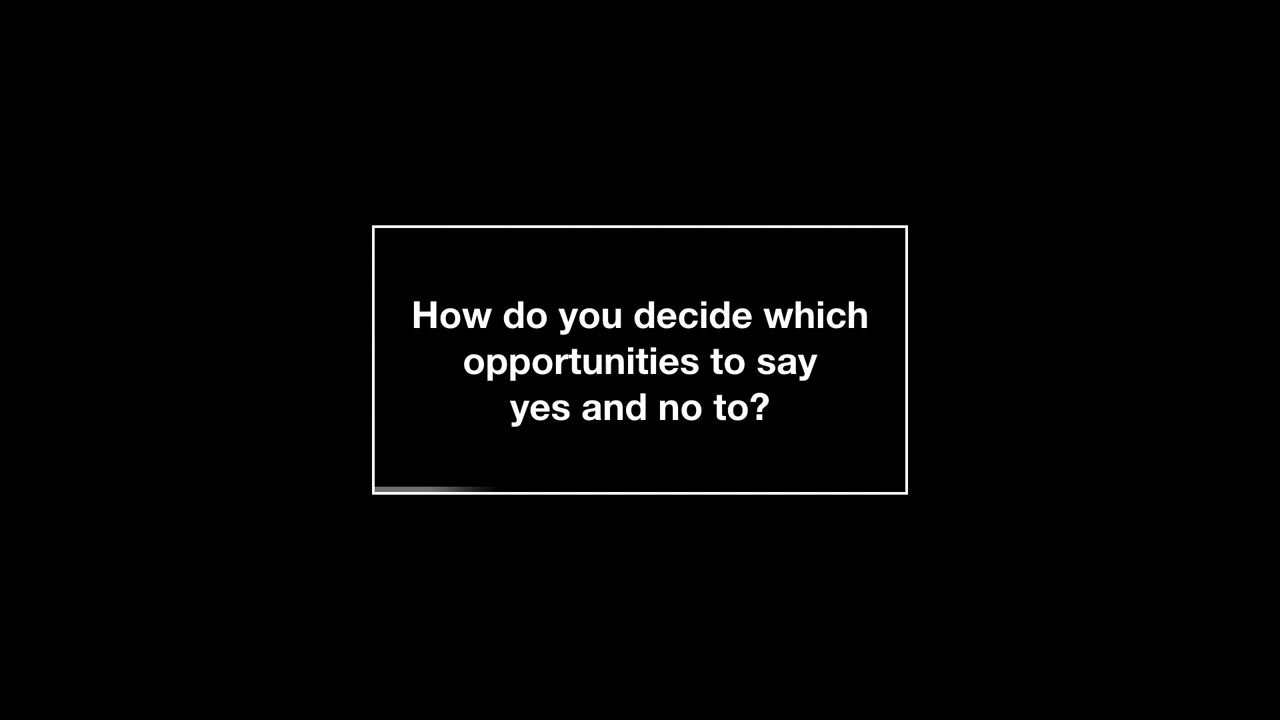 How do you decide which
opportunities to say
yes and no to?